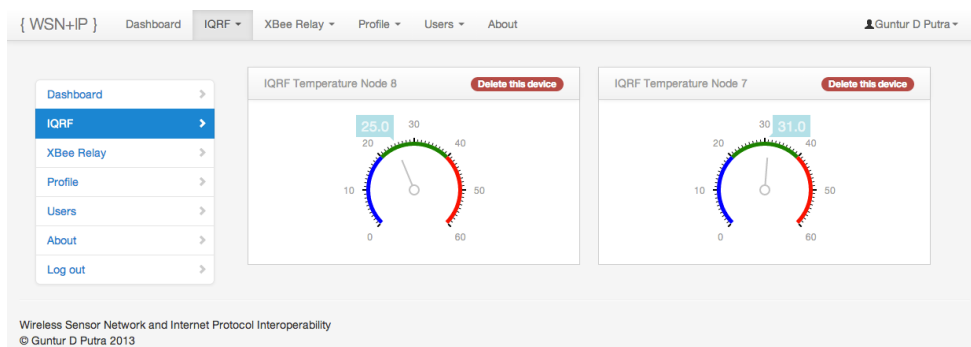 { WSN+IP } Dashboard IQRF XBee Relay Profile Users About Guntur D Putra
Dashboard
IQRF
XBee Relay
Profile
Users
About
Log out
IQRF Temperature Node 8 Delete this device
25.0
0 10 20 30 40 50 60
IQRF Temperature Node 7 Delete this device
31.0
0 10 20 30 40 50 60
Wireless Sensor Network and Internet Protocol Interoperability
© Guntur D Putra 2013